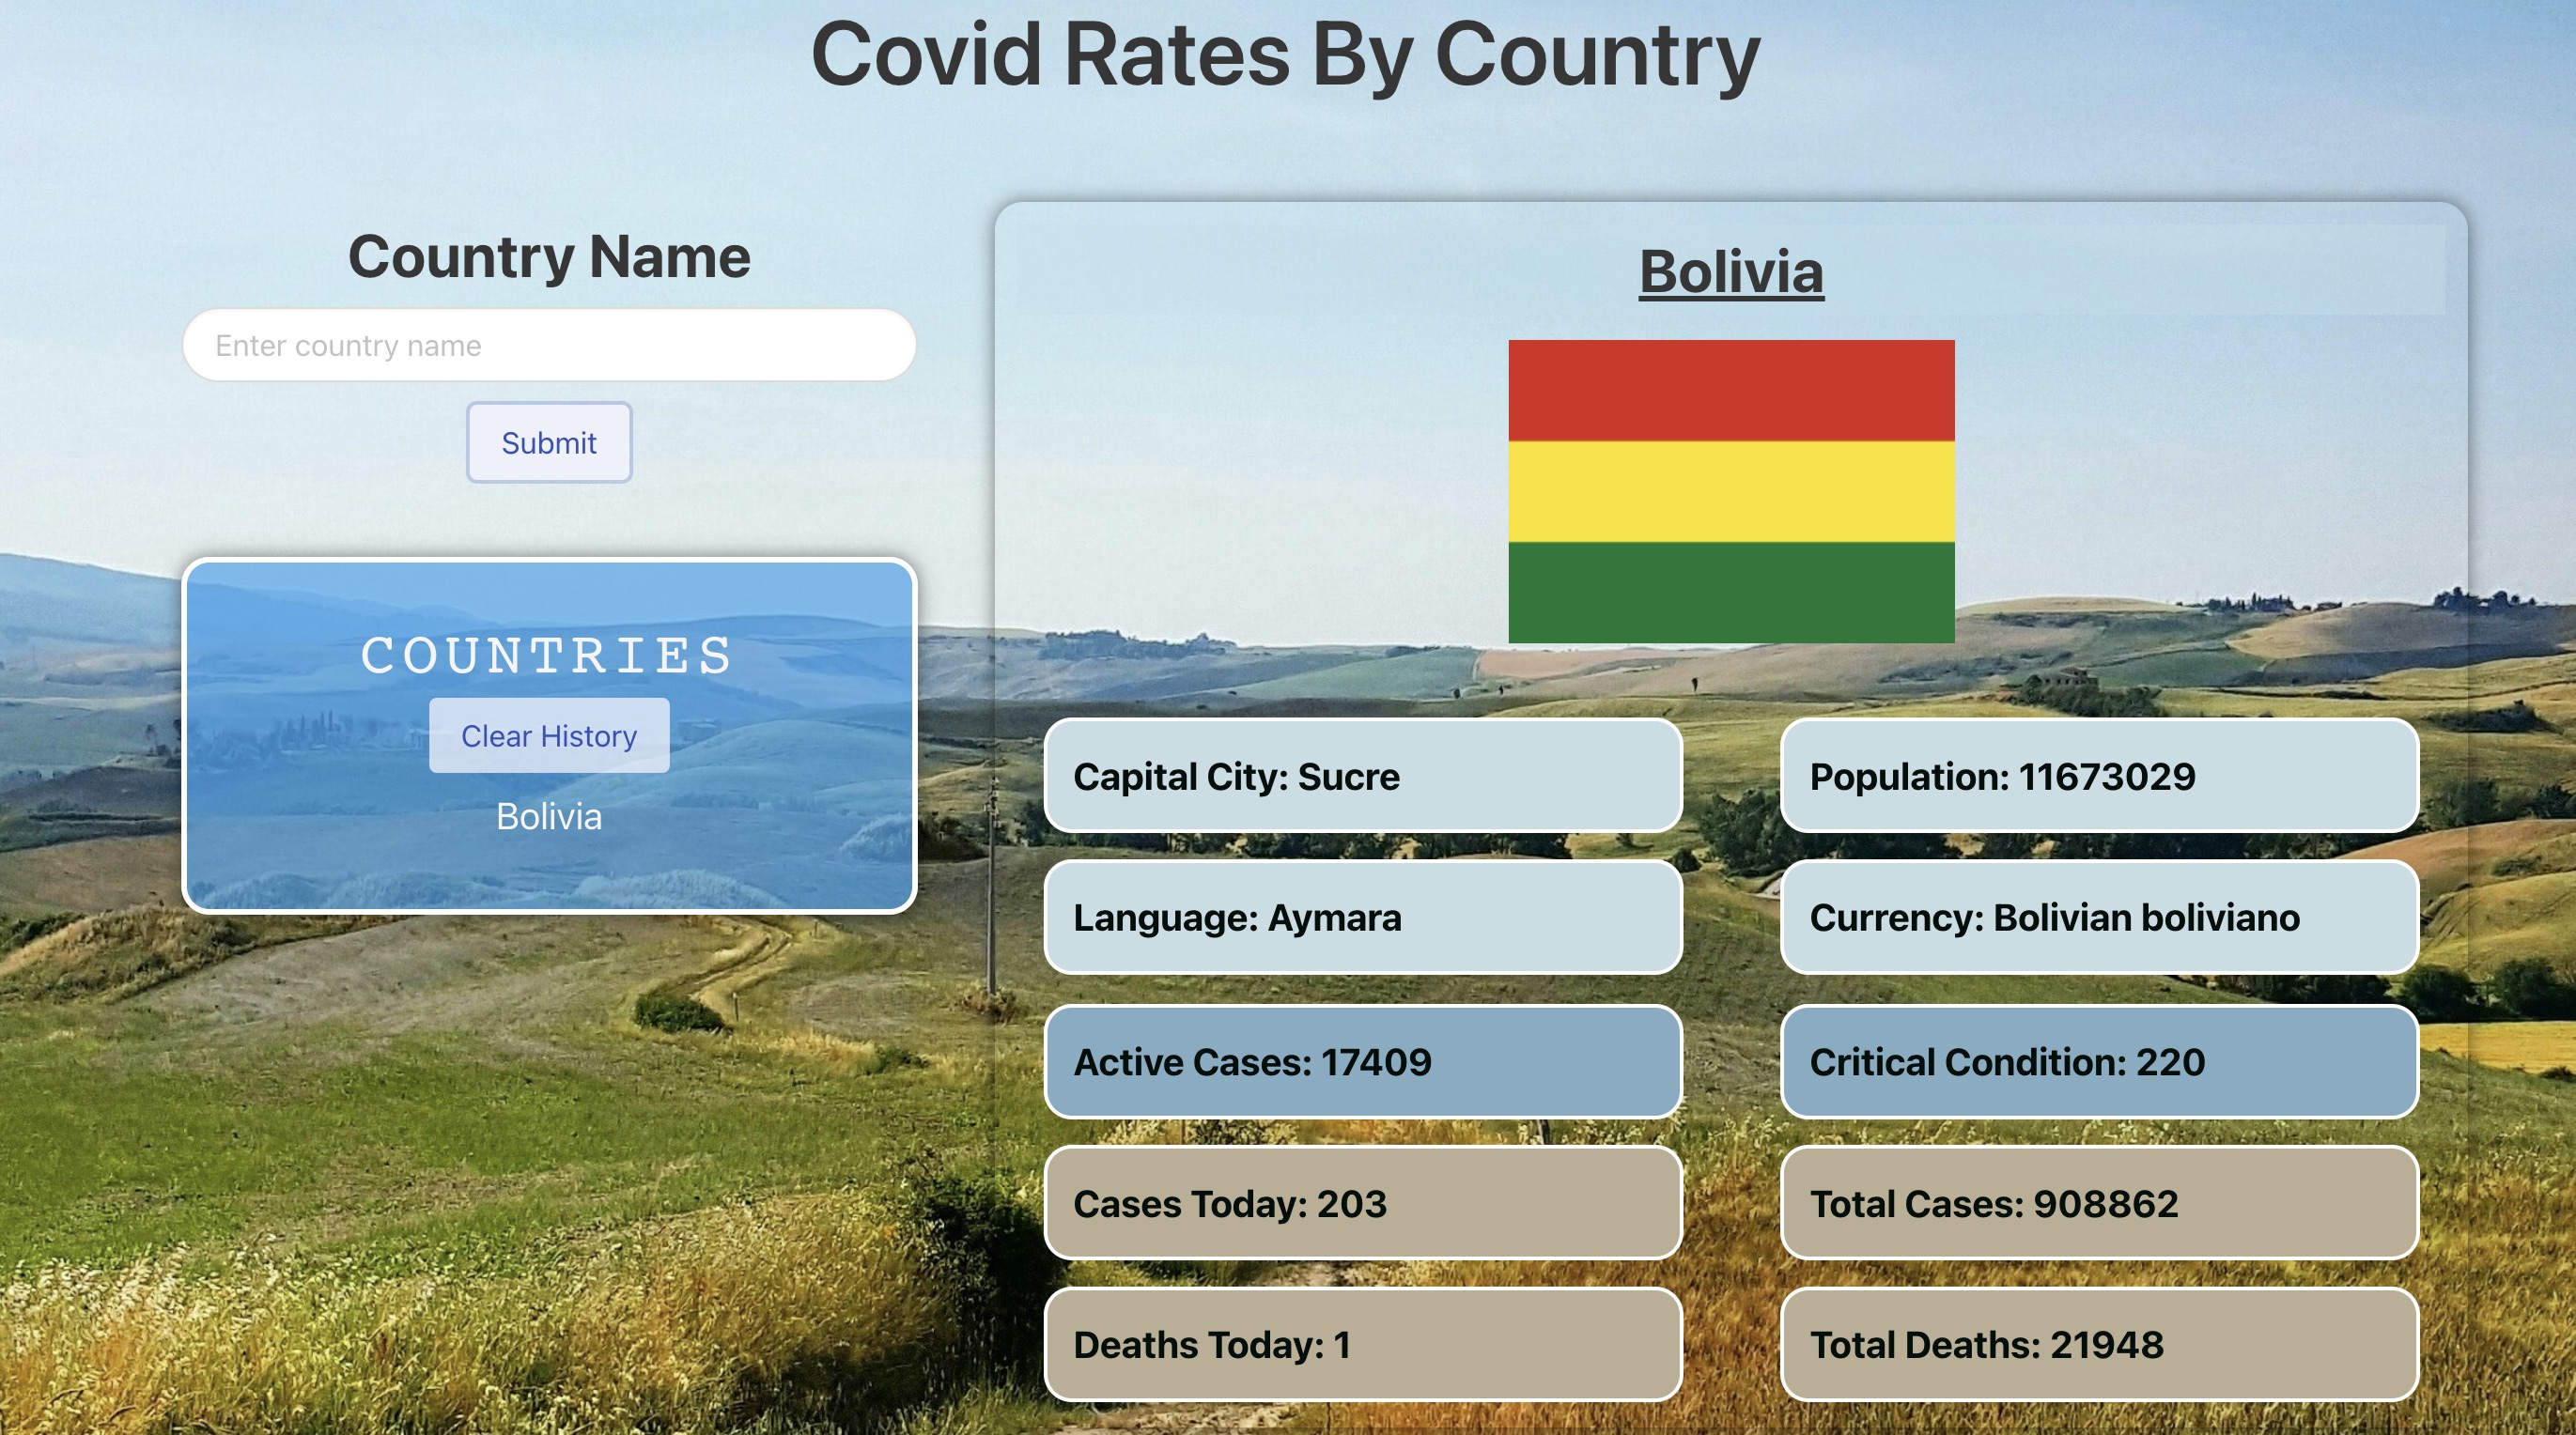 Covid Rates By Country
Country Name
Enter country name
Submit
COUNTRIES
Clear History
Bolivia
Bolivia
Capital City: Sucre
Population: 11673029
Language: Aymara
Currency: Bolivian boliviano
Active Cases: 17409
Critical Condition: 220
Cases Today: 203
Total Cases: 908862
Deaths Today: 1
Total Deaths: 21948